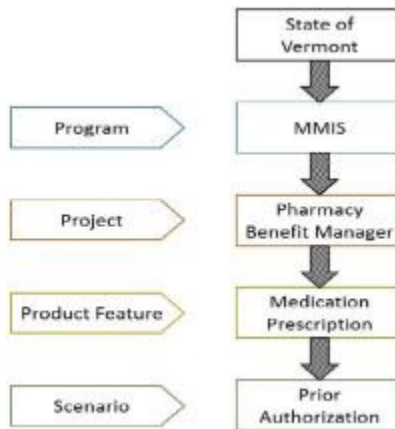 State of
Vermont
Program
MMIS
Project
Pharmacy
Benefit Manager
Product Feature
Medication
Prescription
Scenario
Prior
Authorization